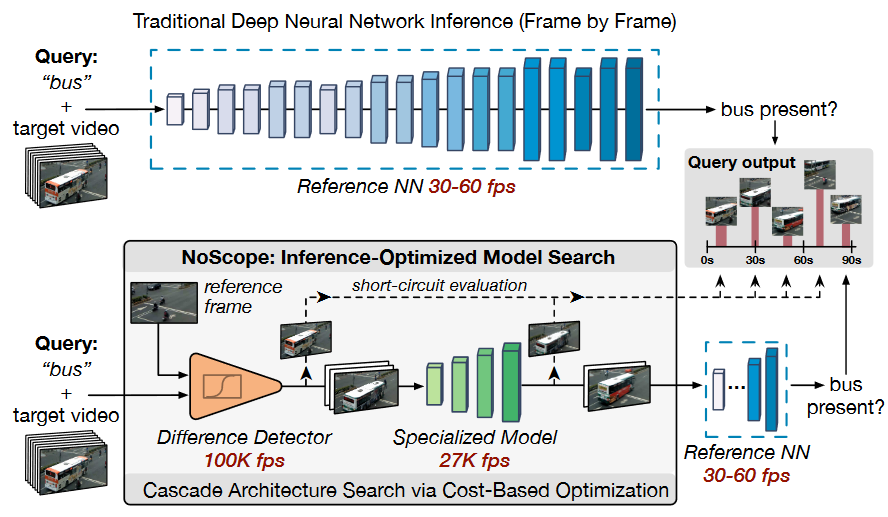 Traditional Deep Neural Network Inference (Frame by Frame)
Query:
“bus”
+
target video
Reference NN 30-60 fps
bus present?
Query output
0s 30s 60s 90s
NoScope: Inference-Optimized Model Search
reference
frame
short-circuit evaluation
Query:
“bus”
+
target video
Difference Detector
100K fps
Specialized Model
27K fps
...
Reference NN
30-60 fps
bus
present?
Cascade Architecture Search via Cost-Based Optimization